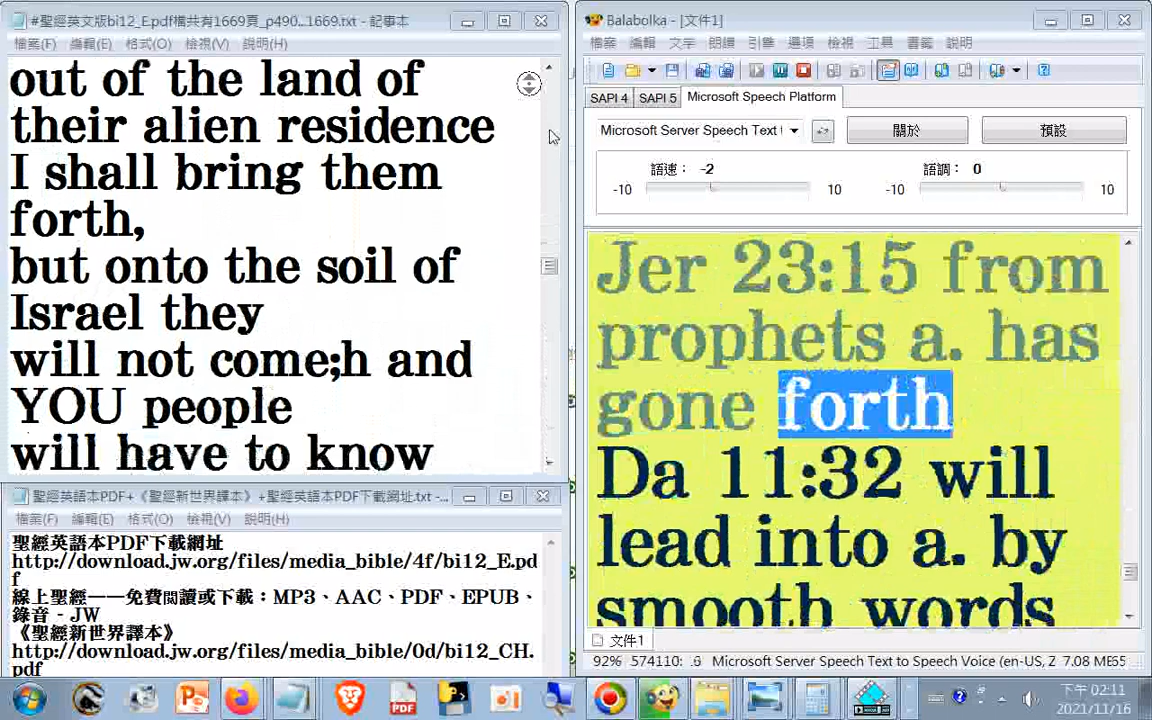 #聖經英文版bi12_E.pdf檔共有1669頁_p490...1669.txt - 記事本
檔案(F) 編輯(E) 格式(O) 檢視(V) 說明(H)
out of the land of
their alien residence
I shall bring them
forth,
but onto the soil of
Israel they
will not come;h and
YOU people
will have to know
聖經英語本PDF+《聖經新世界譯本》+聖經英語本PDF下載網址.txt - ...
檔案(F) 編輯(E) 格式(O) 檢視(V) 說明(H)
聖經英語本PDF下載網址
http://download.jw.org/files/media_bible/4f/bi12_E.pd
f
線上聖經——免費閱讀或下載：MP3、AAC、PDF、EPUB、
錄音 - JW
《聖經新世界譯本》
http://download.jw.org/files/media_bible/0d/bi12_CH.
pdf
Balabolka - [文件1]
檔案 編輯 文字 朗讀 引擎 選項 檢視 工具 書籤 說明
SAPI 4 SAPI 5 Microsoft Speech Platform
Microsoft Server Speech Text 關於 預設
語速： -2 語調： 0
-10 10 -10 10
Jer 23:15 from
prophets a. has
gone forth
Da 11:32 will
lead into a. by
smooth words
文件1
92% 574110: Microsoft Server Speech Text to Speech Voice (en-US, Z 7.08 ME
下午 02:11
2021/11/16